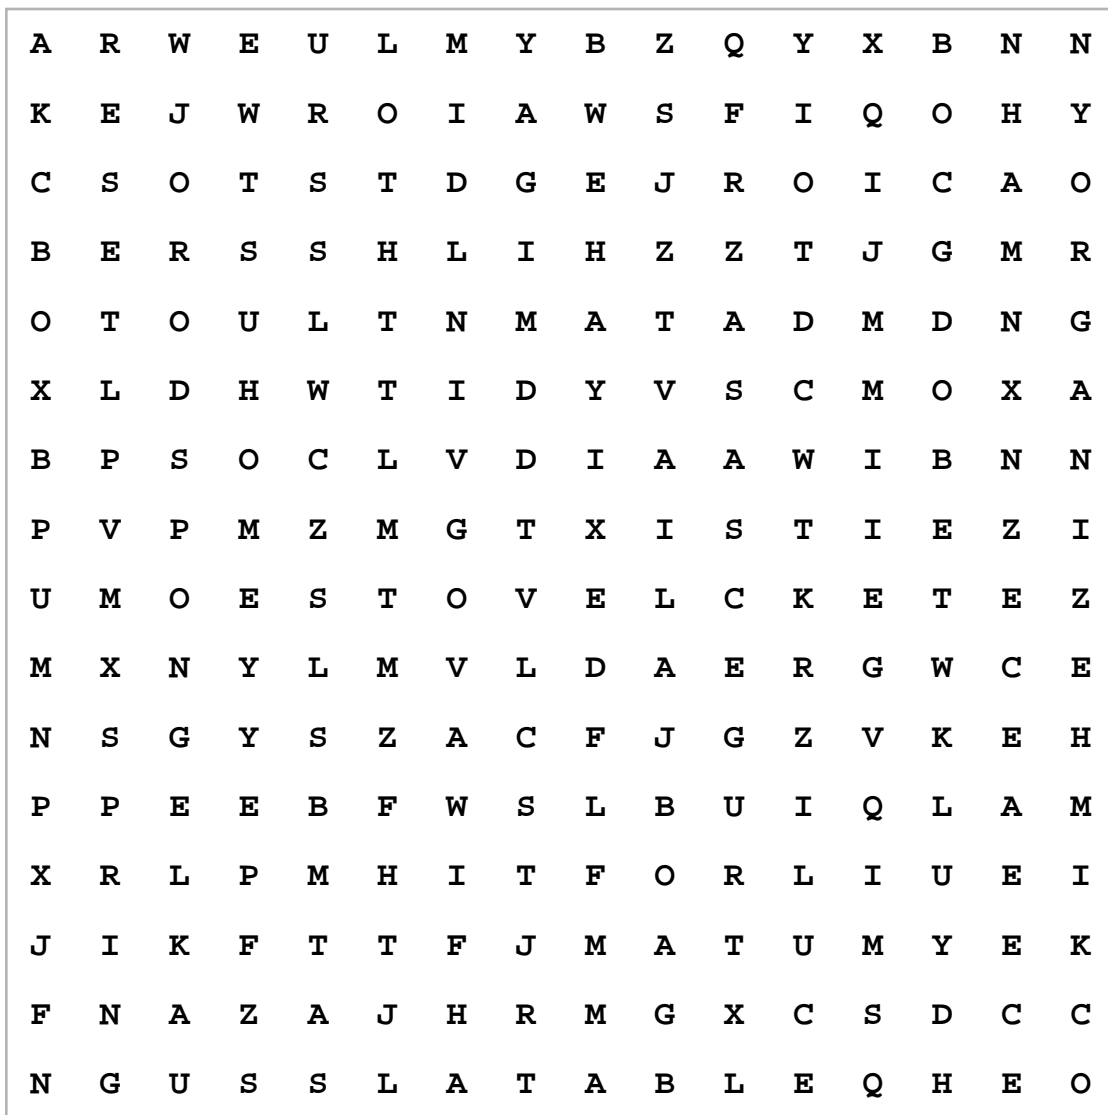 A R W E U L M Y B Z Q Y X B N N
K E J W R O I A W S F I Q O H Y
C S O T S T D G E J R O I C A O
B E R S S H L I H Z Z T J G M R
O T O U L T N M A T A D M D N G
X L D H W T I D Y V S C M O X A
B P S O C L V D I A A W I B N N
P V P M Z M G T X I S T I E Z I
U M O E S T O V E L C K E T E Z
M X N Y L M V L D A E R G W C E
N S G Y S Z A C F J G Z V K E H
P P E E B F W S L B U I Q L A M
X R L P M H I T F O R L I U E I
J I K F T T F J M A T U M Y E K
F N A Z A J H R M G X C S D C C
N G U S S L A T A B L E Q H E O